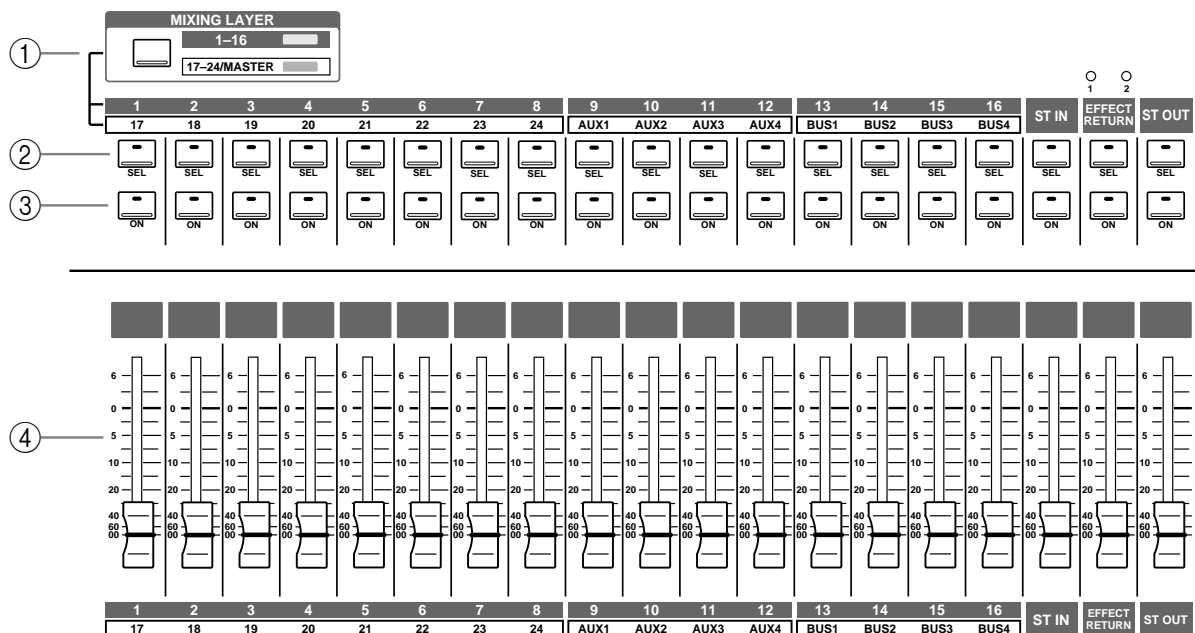 MIXING LAYER
1–16
17–24/MASTER
1
1 2
1 2 3 4 5 6 7 8 9 10 11 12 13 14 15 16 ST IN EFFECT RETURN ST OUT
17 18 19 20 21 22 23 24 AUX1 AUX2 AUX3 AUX4 BUS1 BUS2 BUS3 BUS4
2
SEL SEL SEL SEL SEL SEL SEL SEL SEL SEL SEL SEL SEL SEL SEL SEL SEL SEL SEL
3
ON ON ON ON ON ON ON ON ON ON ON ON ON ON ON ON ON ON ON
6 6 6 6 6 6 6 6 6 6 6 6 6 6 6 6 6 6 6
0 0 0 0 0 0 0 0 0 0 0 0 0 0 0 0 0 0 0
4
5 5 5 5 5 5 5 5 5 5 5 5 5 5 5 5 5 5 5
10 10 10 10 10 10 10 10 10 10 10 10 10 10 10 10 10 10 10
20 20 20 20 20 20 20 20 20 20 20 20 20 20 20 20 20 20 20
40 40 40 40 40 40 40 40 40 40 40 40 40 40 40 40 40 40 40
60 60 60 60 60 60 60 60 60 60 60 60 60 60 60 60 60 60 60
00 00 00 00 00 00 00 00 00 00 00 00 00 00 00 00 00 00 00
1 2 3 4 5 6 7 8 9 10 11 12 13 14 15 16 ST IN EFFECT RETURN ST OUT
17 18 19 20 21 22 23 24 AUX1 AUX2 AUX3 AUX4 BUS1 BUS2 BUS3 BUS4